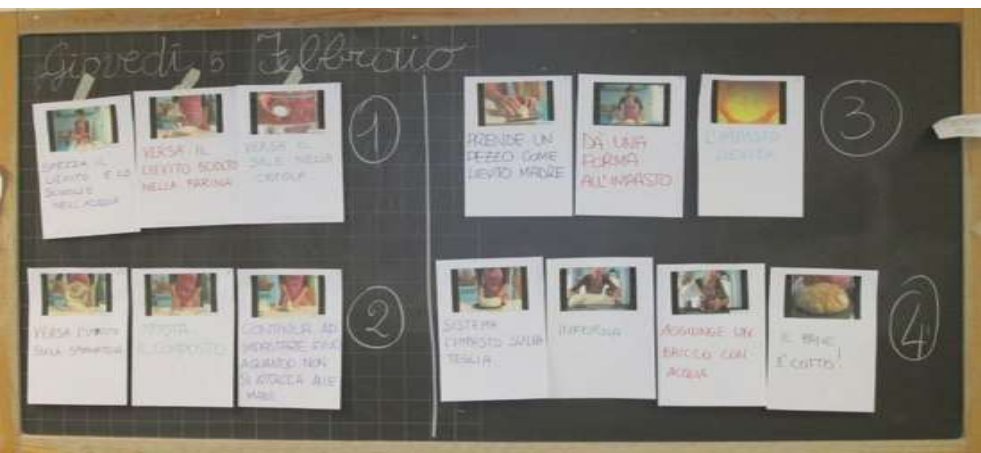 Giovedì 5 Febbraio
SPEZZA IL
LIEVITO E LO
SCIOGLIE
NELL'ACQUA
VERSA IL
LIEVITO SCIOLTO
NELLA FARINA
VERSA IL
SALE NELLA
CIOTOLA
1
PRENDE UN
PEZZO COME
LIEVITO MADRE
DÀ UNA
FORMA
ALL'IMPASTO
L'IMPASTO
LIEVITA
3
VERSA
SULLA
IMPASTA
IL COMPOSTO
CONTINUA AD
IMPASTARE FINO
A QUANDO NON
SI ATTACCA ALLE
MANI
2
SISTEMA
L'IMPASTO SULLA
TEGLIA
INFORNA
AGGIUNGE UN
BRICCO CON
ACQUA
IL PANE
È COTTO!
4